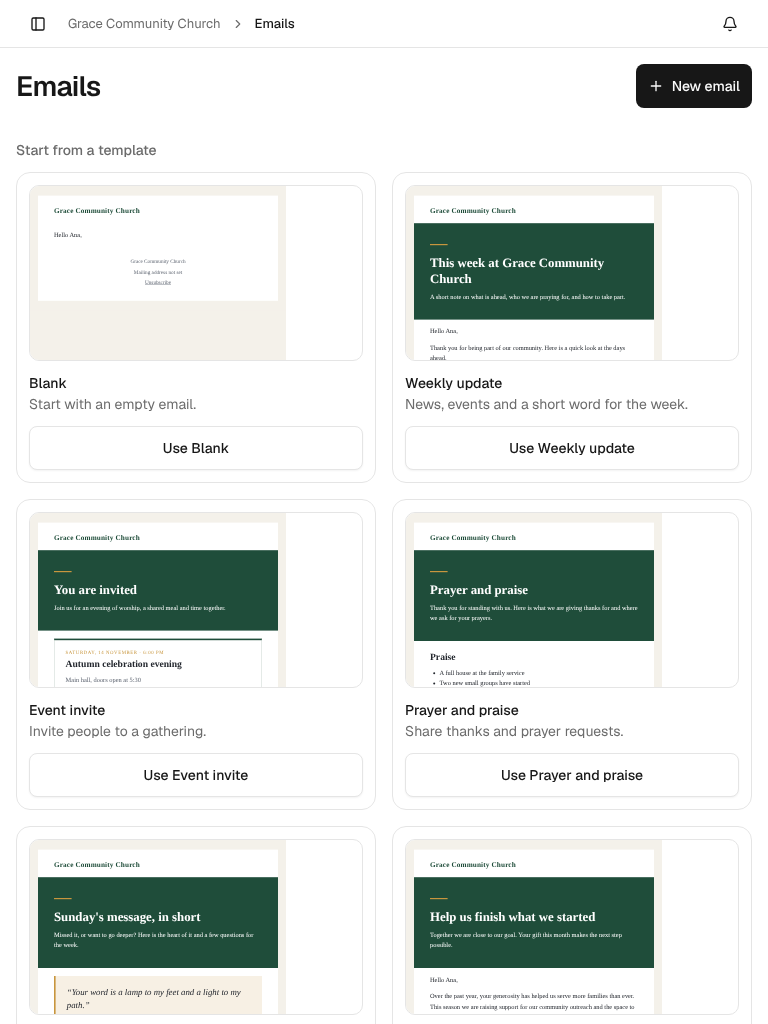 Grace Community Church > Emails
Emails
New email
Start from a template
Grace Community Church
Hello Ana,
Grace Community Church
Mailing address not set
Unsubscribe
Blank
Start with an empty email.
Use Blank
Grace Community Church
This week at Grace Community
Church
A short note on what is ahead, who we are praying for, and how to take part.
Hello Ana,
Thank you for being part of our community. Here is a quick look at the days
ahead.
Weekly update
News, events and a short word for the week.
Use Weekly update
Grace Community Church
You are invited
Join us for an evening of worship, a shared meal and time together.
SATURDAY, 14 NOVEMBER · 6:00 PM
Autumn celebration evening
Main hall, doors open at 5:30
Event invite
Invite people to a gathering.
Use Event invite
Grace Community Church
Prayer and praise
Thank you for standing with us. Here is what we are giving thanks for and where
we ask for your prayers.
Praise
• A full house at the family service
• Two new small groups have started
Prayer and praise
Share thanks and prayer requests.
Use Prayer and praise
Grace Community Church
Sunday's message, in short
Missed it, or want to go deeper? Here is the heart of it and a few questions for
the week.
“Your word is a lamp to my feet and a light to my
path.”
Grace Community Church
Help us finish what we started
Together we are close to our goal. Your gift this month makes the next step
possible.
Hello Ana,
Over the past year, your generosity has helped us serve more families than ever.
This season we are raising support for our community outreach and the space to